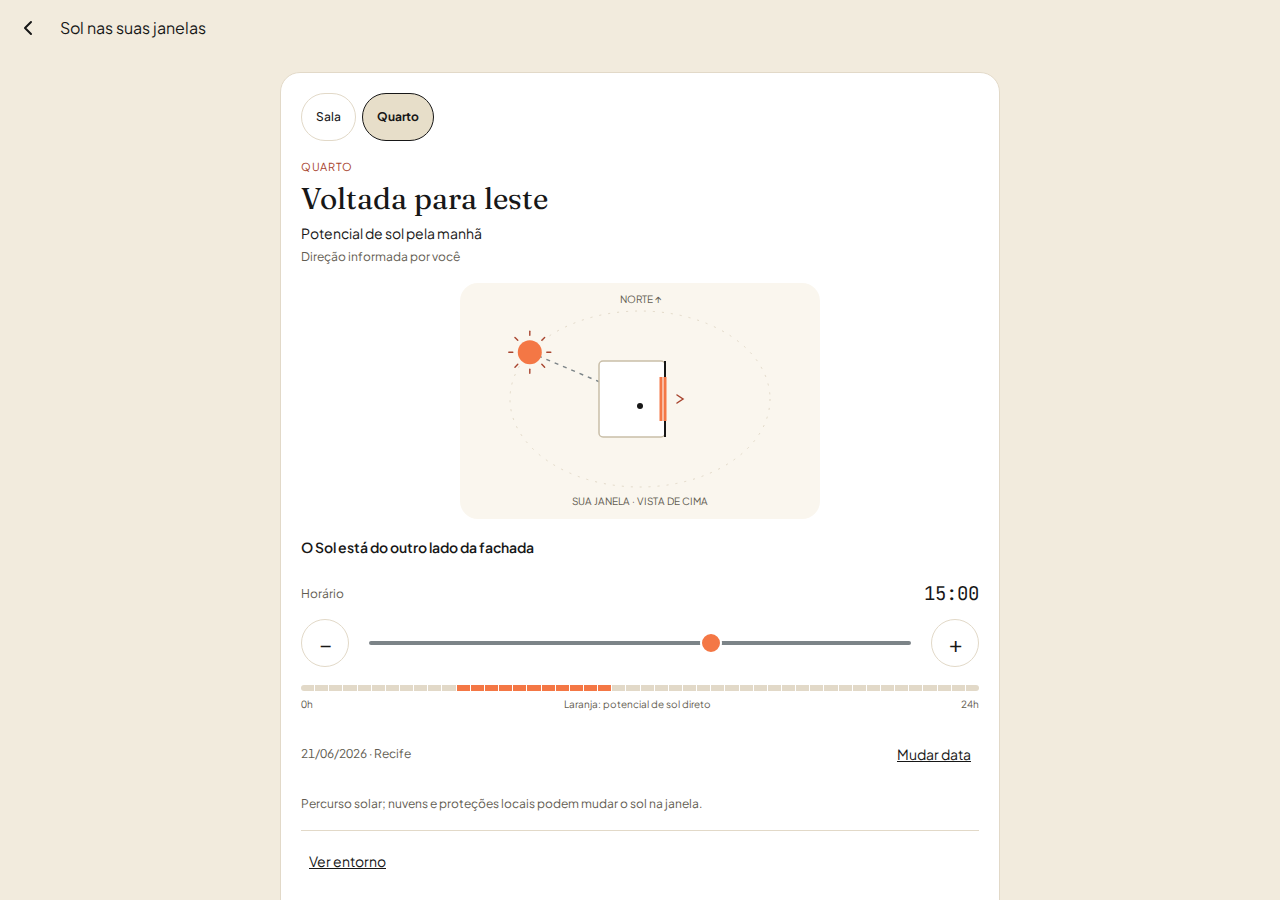 Sol nas suas janelas
Sala
Quarto
QUARTO
Voltada para leste
Potencial de sol pela manhã
Direção informada por você
NORTE ↑
SUA JANELA · VISTA DE CIMA
O Sol está do outro lado da fachada
Horário
15:00
−
+
0h
Laranja: potencial de sol direto
24h
21/06/2026 · Recife
Mudar data
Percurso solar; nuvens e proteções locais podem mudar o sol na janela.
Ver entorno